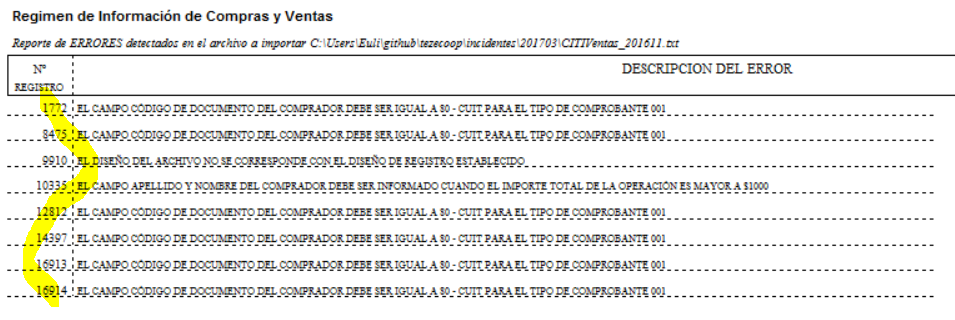 Regimen de Información de Compras y Ventas
Reporte de ERRORES detectados en el archivo a importar C:\Users\Euli\github\tezecoop\incidentes\201703\CITIVentas_201611.txt
Nº REGISTRO DESCRIPCION DEL ERROR
1772 EL CAMPO CÓDIGO DE DOCUMENTO DEL COMPRADOR DEBE SER IGUAL A 80 - CUIT PARA EL TIPO DE COMPROBANTE 001
8475 EL CAMPO CÓDIGO DE DOCUMENTO DEL COMPRADOR DEBE SER IGUAL A 80 - CUIT PARA EL TIPO DE COMPROBANTE 001
9910 EL DISEÑO DEL ARCHIVO NO SE CORRESPONDE CON EL DISEÑO DE REGISTRO ESTABLECIDO
10335 EL CAMPO APELLIDO Y NOMBRE DEL COMPRADOR DEBE SER INFORMADO CUANDO EL IMPORTE TOTAL DE LA OPERACIÓN ES MAYOR A $1000
12812 EL CAMPO CÓDIGO DE DOCUMENTO DEL COMPRADOR DEBE SER IGUAL A 80 - CUIT PARA EL TIPO DE COMPROBANTE 001
14397 EL CAMPO CÓDIGO DE DOCUMENTO DEL COMPRADOR DEBE SER IGUAL A 80 - CUIT PARA EL TIPO DE COMPROBANTE 001
16913 EL CAMPO CÓDIGO DE DOCUMENTO DEL COMPRADOR DEBE SER IGUAL A 80 - CUIT PARA EL TIPO DE COMPROBANTE 001
16914 EL CAMPO CÓDIGO DE DOCUMENTO DEL COMPRADOR DEBE SER IGUAL A 80 - CUIT PARA EL TIPO DE COMPROBANTE 001